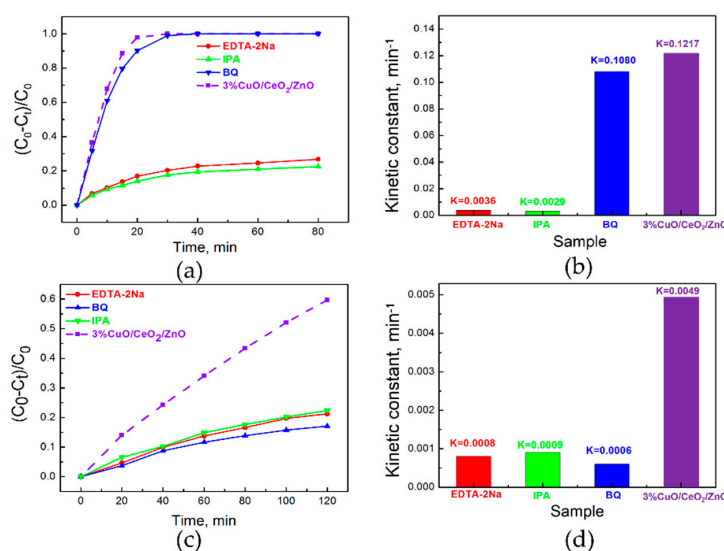 (C₀-Cₜ)/C₀
1.0
0.8
0.6
0.4
0.2
0.0
EDTA-2Na
IPA
BQ
3%CuO/CeO₂/ZnO
0 10 20 30 40 50 60 70 80
Time, min
(a)
Kinetic constant, min⁻¹
0.14
0.12
0.10
0.08
0.06
0.04
0.02
0.00
K=0.0036
K=0.0029
K=0.1080
K=0.1217
EDTA-2Na IPA BQ 3%CuO/CeO₂/ZnO
Sample
(b)
(C₀-Cₜ)/C₀
0.6
0.5
0.4
0.3
0.2
0.1
0.0
EDTA-2Na
BQ
IPA
3%CuO/CeO₂/ZnO
0 20 40 60 80 100 120
Time, min
(c)
Kinetic constant, min⁻¹
0.005
0.004
0.003
0.002
0.001
0.000
K=0.0008
K=0.0009
K=0.0006
K=0.0049
EDTA-2Na IPA BQ 3%CuO/CeO₂/ZnO
Sample
(d)